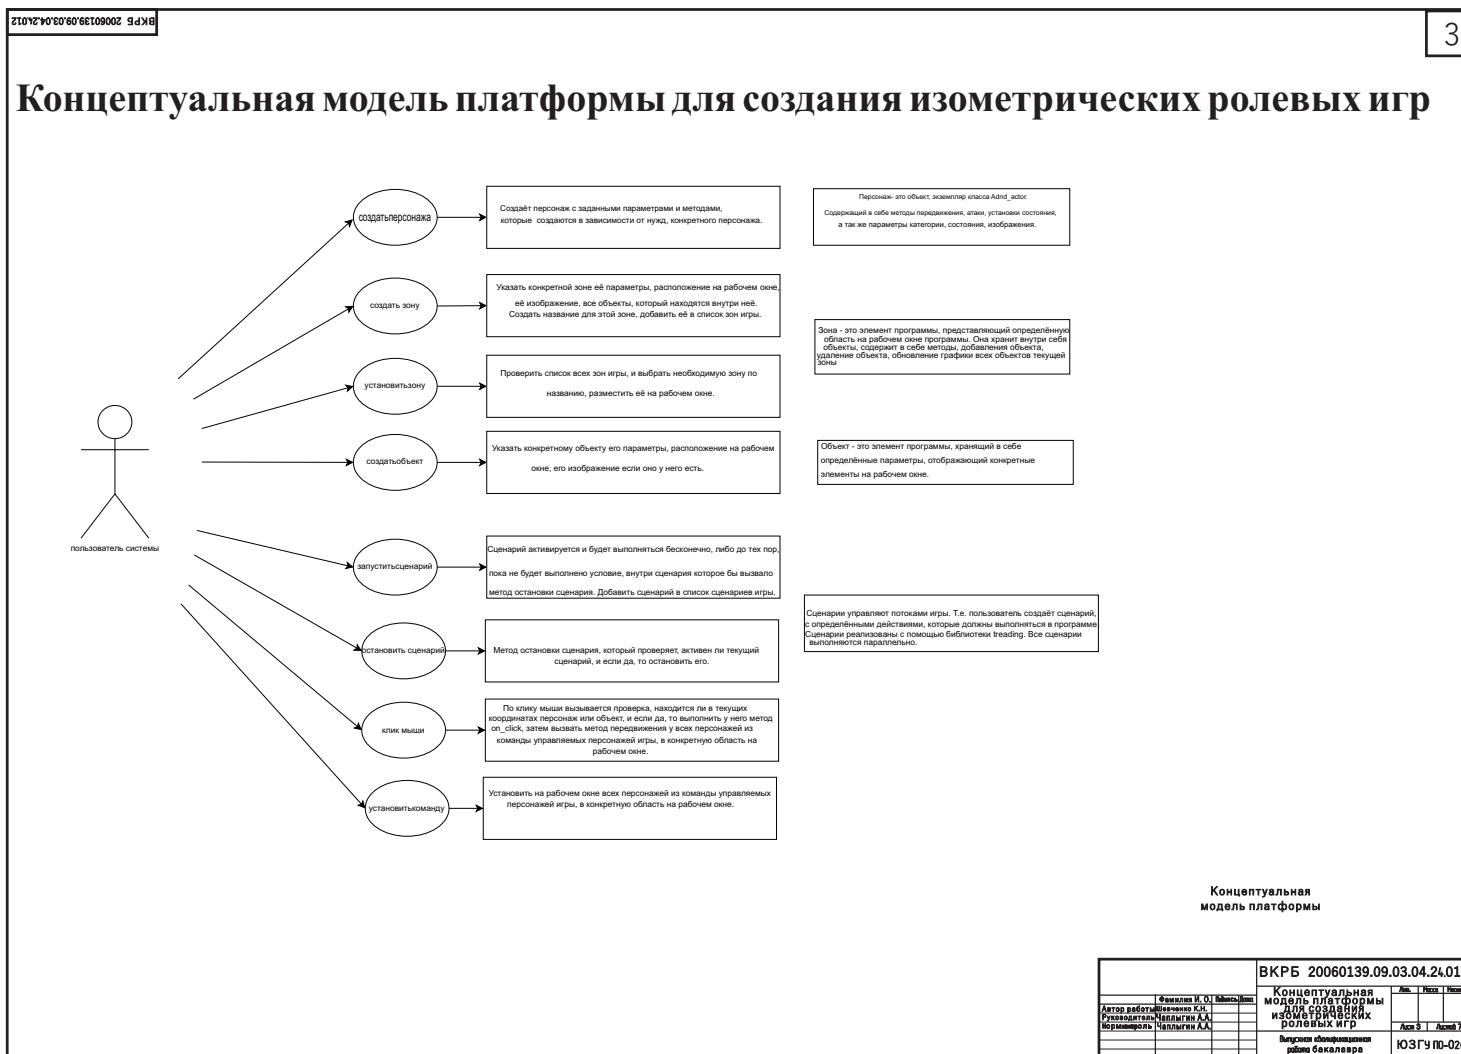 ВКРБ 20060139.09.03.04.24.012
3
Концептуальная модель платформы для создания изометрических ролевых игр
создатьперсонажа
Создаёт персонаж с заданными параметрами и методами,
которые создаются в зависимости от нужд, конкретного персонажа.
Персонаж- это объект, экземпляр класса Adnd_actor.
Содержащий в себе методы передвижения, атаки, установки состояния,
а так же параметры категории, состояния, изображения.
создать зону
Указать конкретной зоне её параметры, расположение на рабочем окне,
её изображение, все объекты, который находятся внутри неё.
Создать название для этой зоне, добавить её в список зон игры.
Зона - это элемент программы, представляющий определённую
область на рабочем окне программы. Она хранит внутри себя
объекты, содержит в себе методы, добавления объекта,
удаление объекта, обновление графики всех объектов текущей
зоны
установитьзону
Проверить список всех зон игры, и выбрать необходимую зону по
названию, разместить её на рабочем окне.
создатьобъект
Указать конкретному объекту его параметры, расположение на рабочем
окне, его изображение если оно у него есть.
Объект - это элемент программы, хранящий в себе
определённые параметры, отображающий конкретные
элементы на рабочем окне.
пользователь системы
запуститьсценарий
Сценарий активируется и будет выполняться бесконечно, либо до тех пор,
пока не будет выполнено условие, внутри сценария которое бы вызвало
метод остановки сценария. Добавить сценарий в список сценариев игры.
Сценарии управляют потоками игры. Т.е. пользователь создаёт сценарий,
с определёнными действиями, которые должны выполняться в программе.
Сценарии реализованы с помощью библиотеки treading. Все сценарии
выполняются параллельно.
остановить сценарий
Метод остановки сценария, который проверяет, активен ли текущий
сценарий, и если да, то остановить его.
клик мыши
По клику мыши вызывается проверка, находится ли в текущих
координатах персонаж или объект, и если да, то выполнить у него метод
on_click, затем вызвать метод передвижения у всех персонажей из
команды управляемых персонажей игры, в конкретную область на
рабочем окне.
установитькоманду
Установить на рабочем окне всех персонажей из команды управляемых
персонажей игры, в конкретную область на рабочем окне.
Концептуальная
модель платформы
ВКРБ 20060139.09.03.04.24.01
Фамилия И. О.
Автор работы Шевченко К.Н.
Руководитель Чаплыгин А.А.
Нормоконтроль Чаплыгин А.А.
Концептуальная
модель платформы
для создания
изометрических
ролевых игр
Лист 3
Листов 7
Выпускная квалификационная
работа бакалавра
ЮЗГУ ПО-02